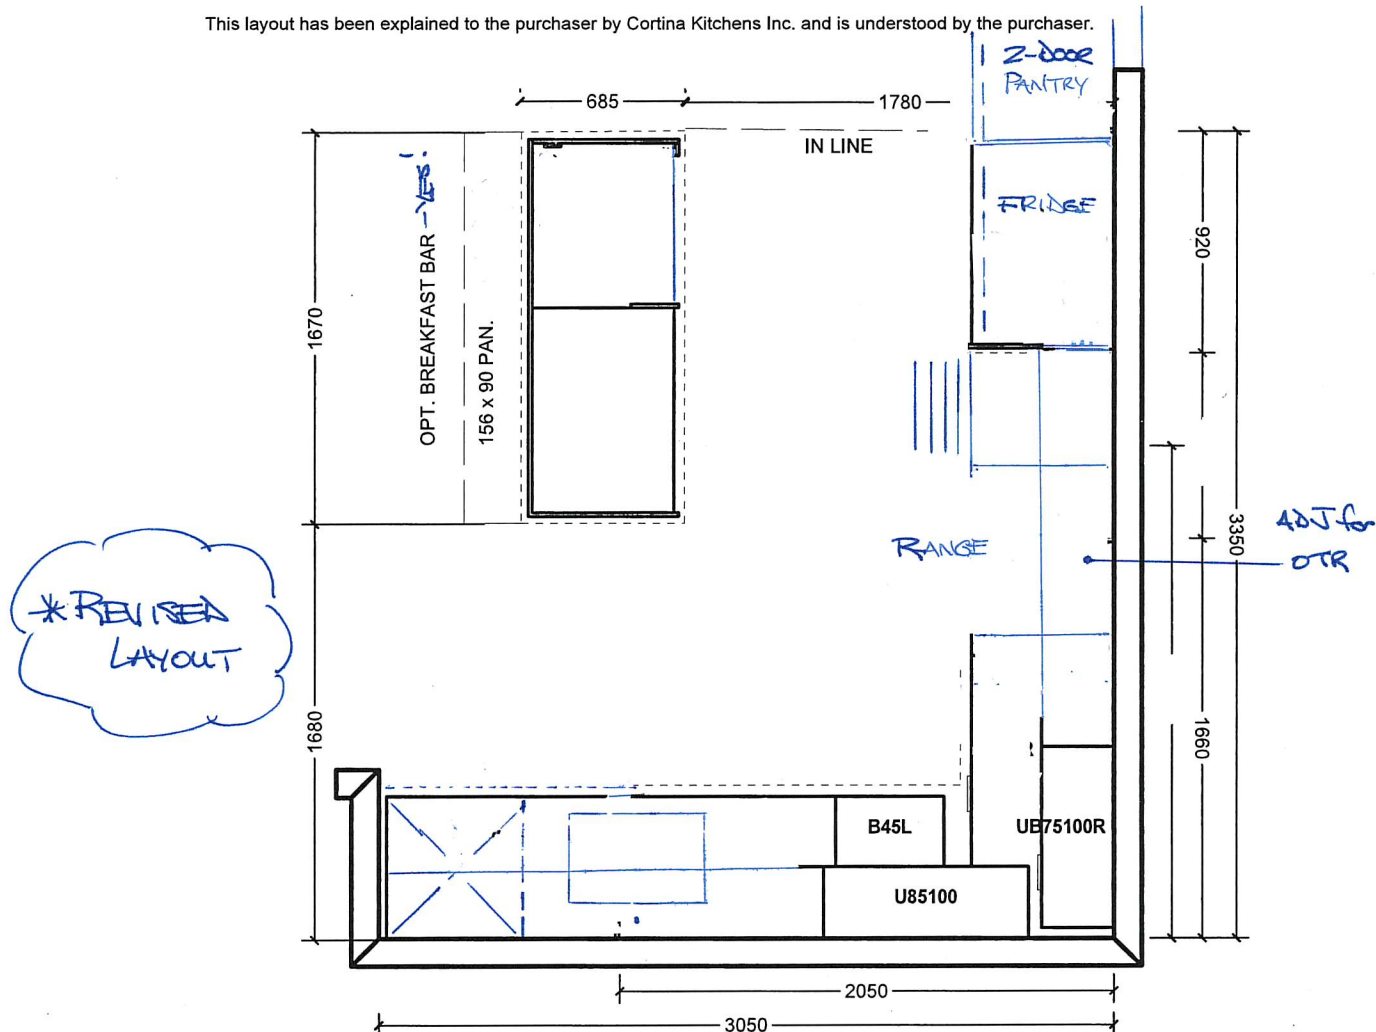 This layout has been explained to the purchaser by Cortina Kitchens Inc. and is understood by the purchaser.
2-DOOR
PANTRY
685
1780
IN LINE
FRIDGE
920
OPT. BREAKFAST BAR - YES!
156 x 90 PAN.
1670
3350
ADJ for
OTR
RANGE
* REVISED
LAYOUT
1680
1660
B45L
UB75100R
U85100
2050
3050